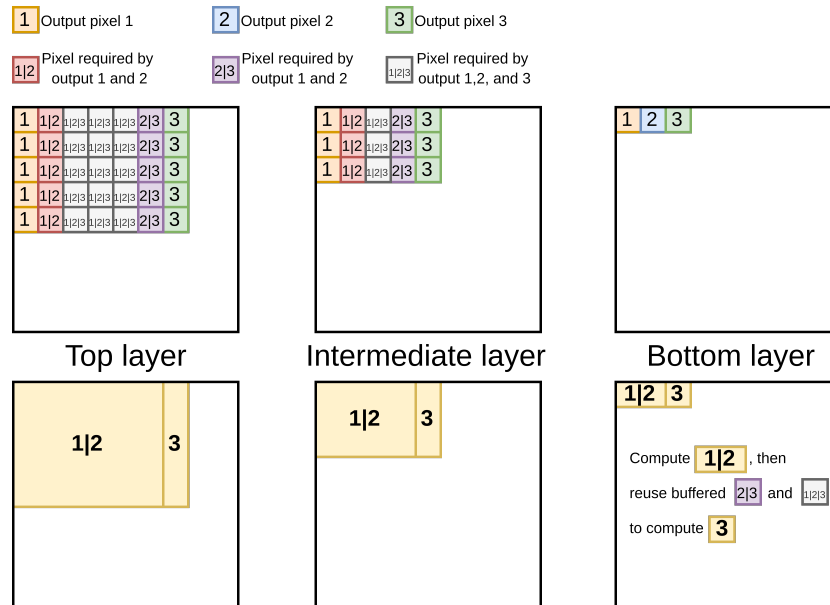 1 Output pixel 1 2 Output pixel 2 3 Output pixel 3
1|2 Pixel required by output 1 and 2 2|3 Pixel required by output 1 and 2 1|2|3 Pixel required by output 1,2, and 3
1 1|2 1|2|3 1|2|3 1|2|3 2|3 3 1 1|2 1|2|3 2|3 3 1 2 3
1 1|2 1|2|3 1|2|3 1|2|3 2|3 3 1 1|2 1|2|3 2|3 3
1 1|2 1|2|3 1|2|3 1|2|3 2|3 3 1 1|2 1|2|3 2|3 3
1 1|2 1|2|3 1|2|3 1|2|3 2|3 3
1 1|2 1|2|3 1|2|3 1|2|3 2|3 3
Top layer Intermediate layer Bottom layer
1|2 3 1|2 3 1|2 3
Compute 1|2 , then
reuse buffered 2|3 and 1|2|3
to compute 3